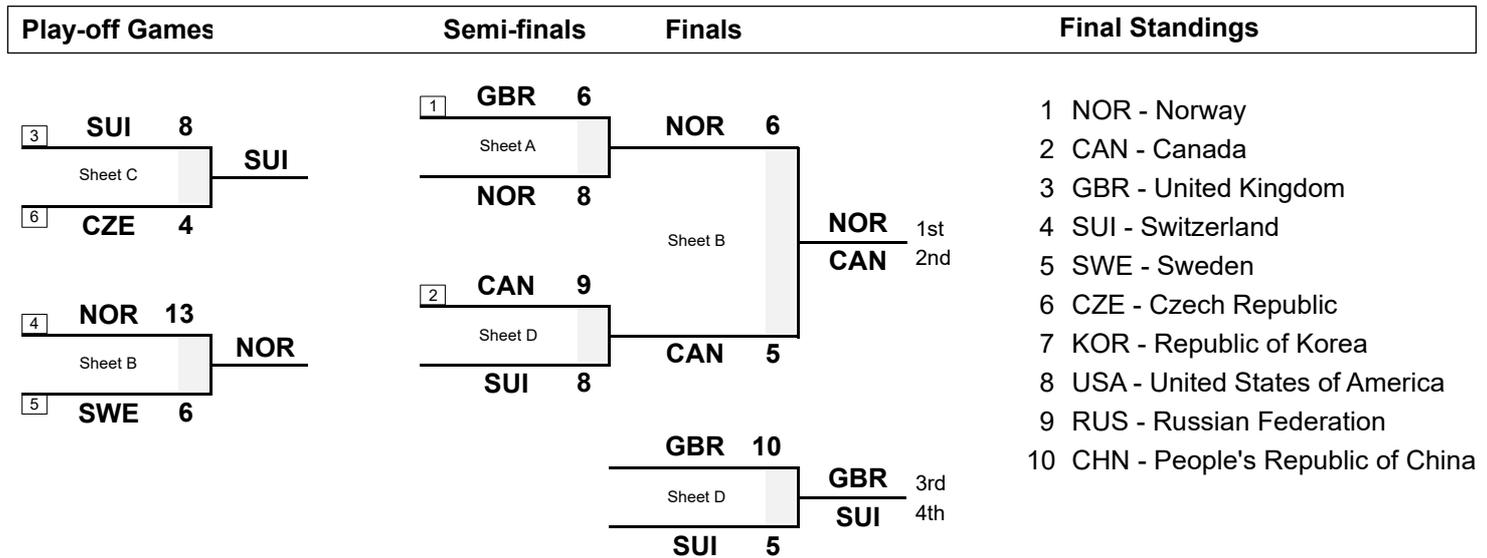 Play-off Games Semi-finals Finals Final Standings
3 SUI 8
Sheet C
SUI
6 CZE 4
4 NOR 13
Sheet B
NOR
5 SWE 6
1 GBR 6
Sheet A
NOR 8
2 CAN 9
Sheet D
SUI 8
NOR 6
Sheet B
CAN 5
NOR 1st
CAN 2nd
GBR 10
Sheet D
SUI 5
GBR 3rd
SUI 4th
1 NOR - Norway
2 CAN - Canada
3 GBR - United Kingdom
4 SUI - Switzerland
5 SWE - Sweden
6 CZE - Czech Republic
7 KOR - Republic of Korea
8 USA - United States of America
9 RUS - Russian Federation
10 CHN - People's Republic of China